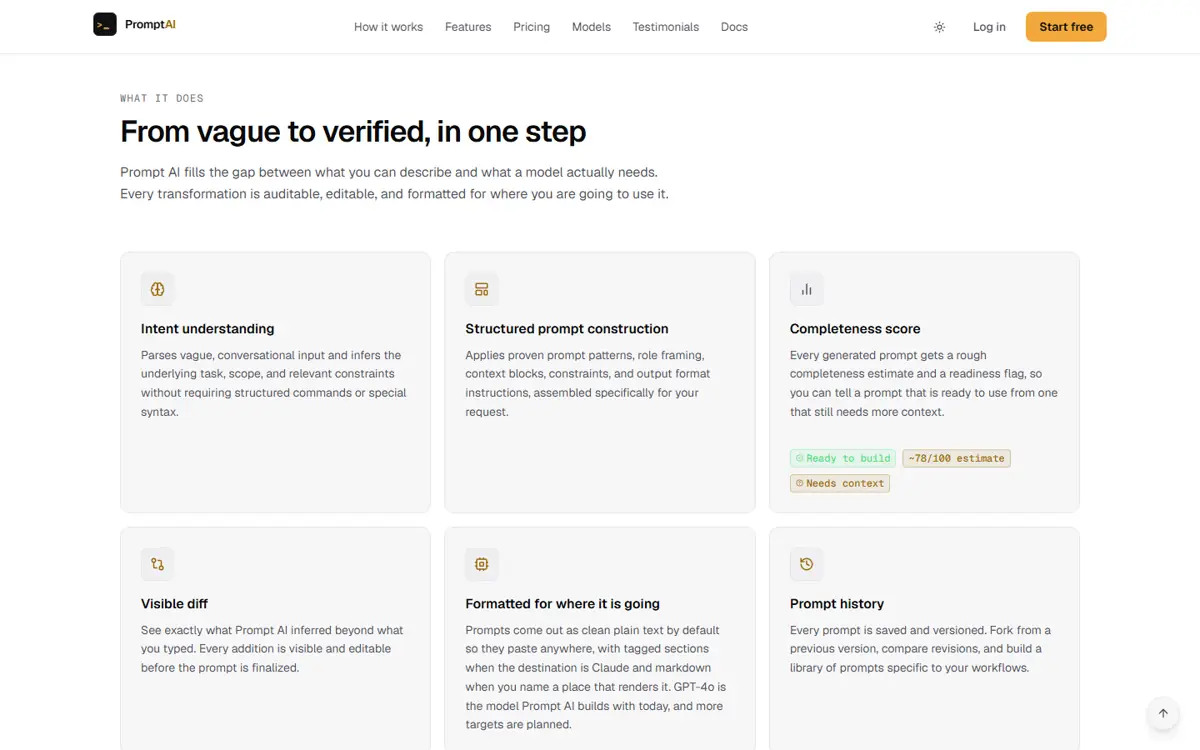 >_ PromptAI
How it works
Features
Pricing
Models
Testimonials
Docs
Log in
Start free
WHAT IT DOES
From vague to verified, in one step
Prompt AI fills the gap between what you can describe and what a model actually needs.
Every transformation is auditable, editable, and formatted for where you are going to use it.
Intent understanding
Parses vague, conversational input and infers the
underlying task, scope, and relevant constraints
without requiring structured commands or special
syntax.
Structured prompt construction
Applies proven prompt patterns, role framing,
context blocks, constraints, and output format
instructions, assembled specifically for your
request.
Completeness score
Every generated prompt gets a rough
completeness estimate and a readiness flag, so
you can tell a prompt that is ready to use from one
that still needs more context.
Ready to build
~78/100 estimate
Needs context
Visible diff
See exactly what Prompt AI inferred beyond what
you typed. Every addition is visible and editable
before the prompt is finalized.
Formatted for where it is going
Prompts come out as clean plain text by default
so they paste anywhere, with tagged sections
when the destination is Claude and markdown
when you name a place that renders it. GPT-4o is
the model Prompt AI builds with today, and more
targets are planned.
Prompt history
Every prompt is saved and versioned. Fork from a
previous version, compare revisions, and build a
library of prompts specific to your workflows.